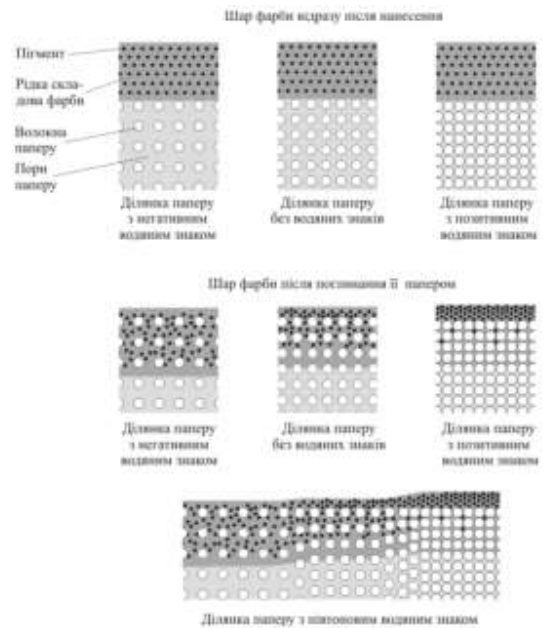 Шар фарби відразу після нанесення
Пігмент
Рідка скла-
дова фарби
Волокна
паперу
Пори
паперу
Ділянка паперу
з негативним
водяним знаком
Ділянка паперу
без водяних знаків
Ділянка паперу
з позитивним
водяним знаком
Шар фарби після поглинання її папером
Ділянка паперу
з негативним
водяним знаком
Ділянка паперу
без водяних знаків
Ділянка паперу
з позитивним
водяним знаком
Ділянка паперу з півтоновим водяним знаком